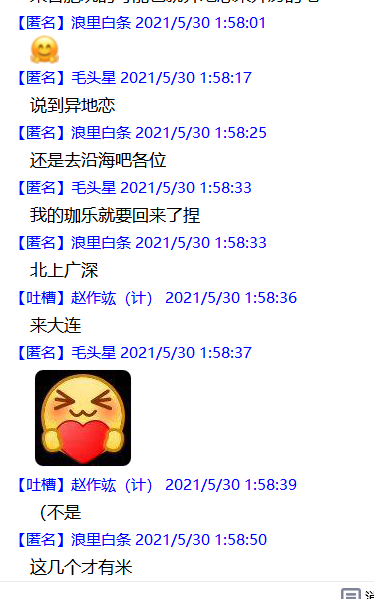 【匿名】浪里白条 2021/5/30 1:58:01
【匿名】毛头星 2021/5/30 1:58:17
说到异地恋
【匿名】浪里白条 2021/5/30 1:58:25
还是去沿海吧各位
【匿名】毛头星 2021/5/30 1:58:33
我的珈乐就要回来了捏
【匿名】浪里白条 2021/5/30 1:58:33
北上广深
【吐槽】赵作竑（计） 2021/5/30 1:58:36
来大连
【匿名】毛头星 2021/5/30 1:58:37
【吐槽】赵作竑（计） 2021/5/30 1:58:39
（不是
【匿名】浪里白条 2021/5/30 1:58:50
这几个才有米